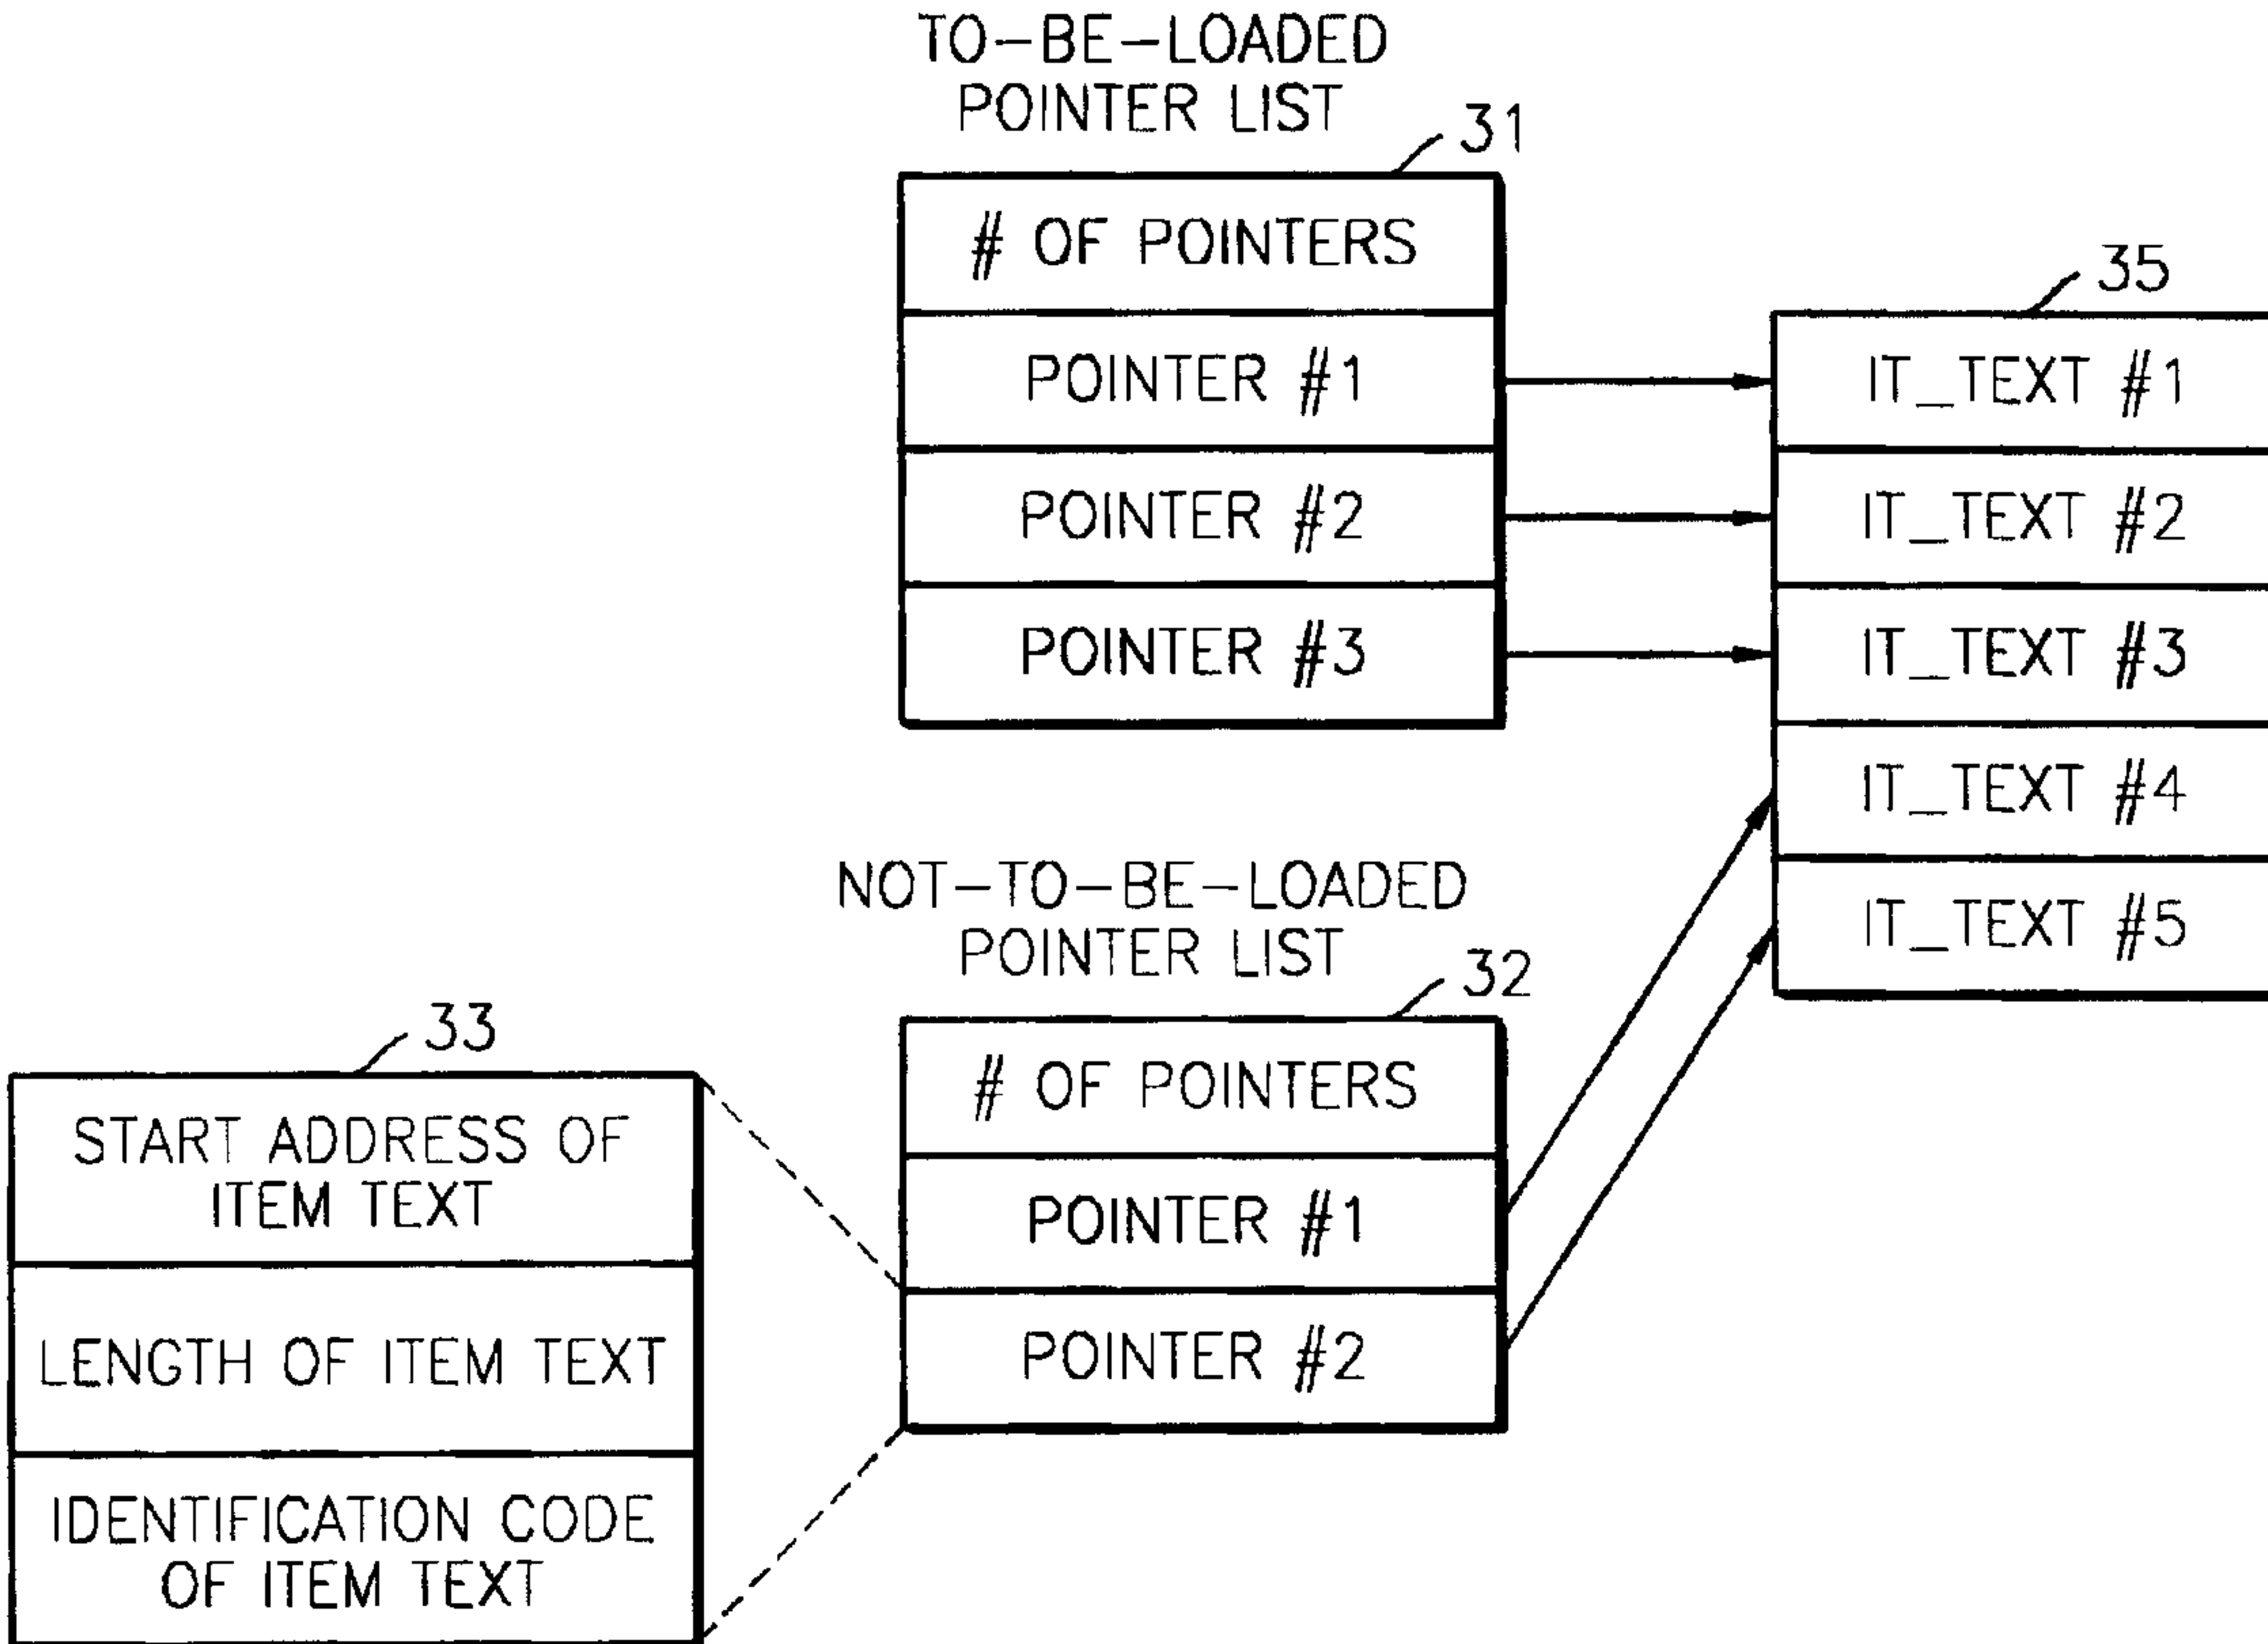 TO-BE-LOADED
POINTER LIST
31
# OF POINTERS
POINTER #1
POINTER #2
POINTER #3
35
IT_TEXT #1
IT_TEXT #2
IT_TEXT #3
IT_TEXT #4
IT_TEXT #5
NOT-TO-BE-LOADED
POINTER LIST
32
# OF POINTERS
POINTER #1
POINTER #2
33
START ADDRESS OF
ITEM TEXT
LENGTH OF ITEM TEXT
IDENTIFICATION CODE
OF ITEM TEXT